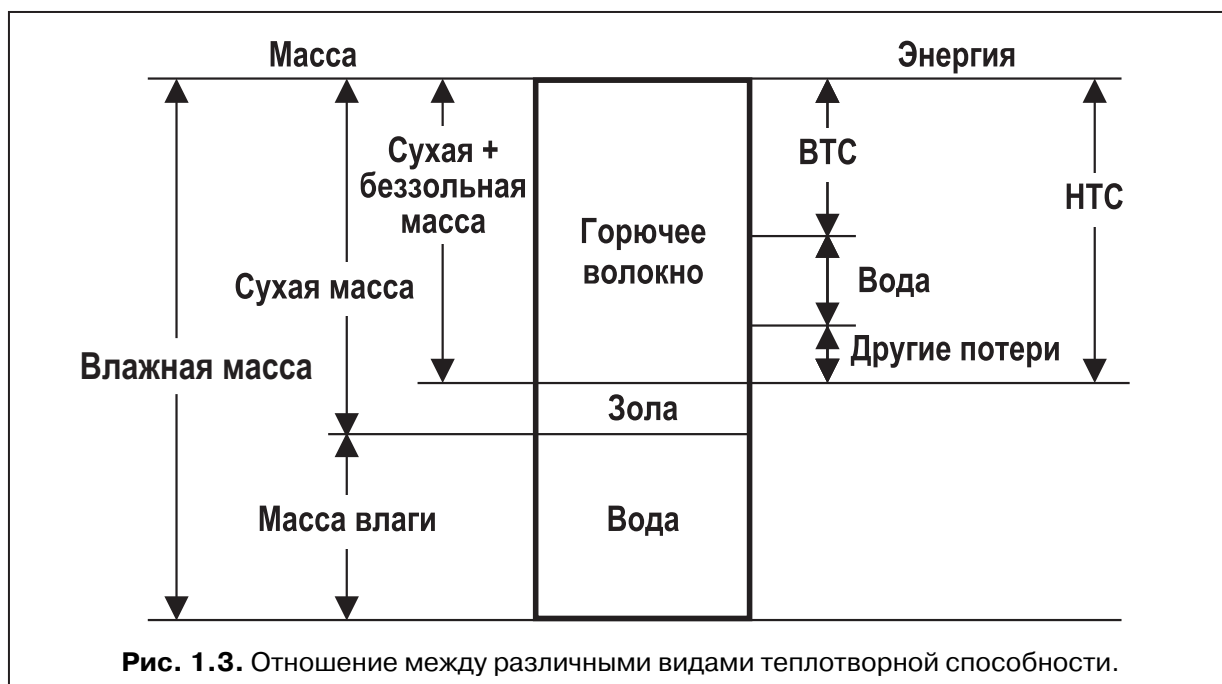 Масса
Энергия
Сухая +
беззольная
масса
Сухая масса
Влажная масса
Масса влаги
Горючее
волокно
Зола
Вода
ВТС
Вода
Другие потери
НТС
Рис. 1.3. Отношение между различными видами теплотворной способности.